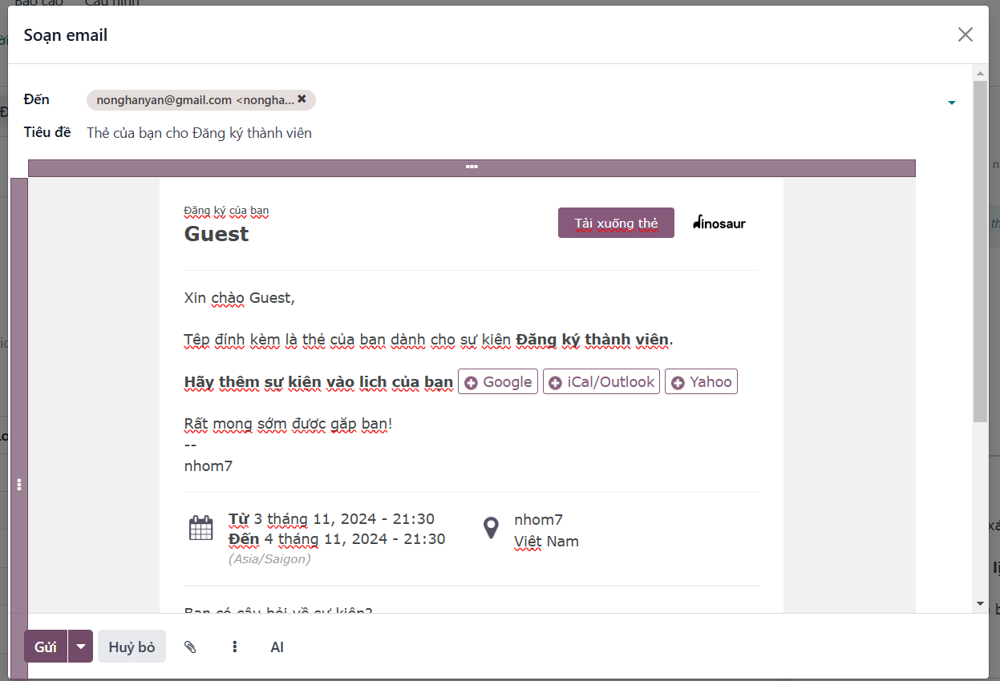 Báo cáo Cấu hình
Soạn email
Đến nonghanyan@gmail.com <nongha...
Tiêu đề Thẻ của bạn cho Đăng ký thành viên
Đăng ký của bạn
Guest
Tải xuống thẻ
dinosaur
Xin chào Guest,
Tệp đính kèm là thẻ của bạn dành cho sự kiện Đăng ký thành viên.
Hãy thêm sự kiện vào lịch của bạn Google iCal/Outlook Yahoo
Rất mong sớm được gặp bạn!
--
nhom7
Từ 3 tháng 11, 2024 - 21:30
Đến 4 tháng 11, 2024 - 21:30
(Asia/Saigon)
nhom7
Việt Nam
Bạn có câu hỏi về sự kiện?
Gửi Huỷ bỏ AI